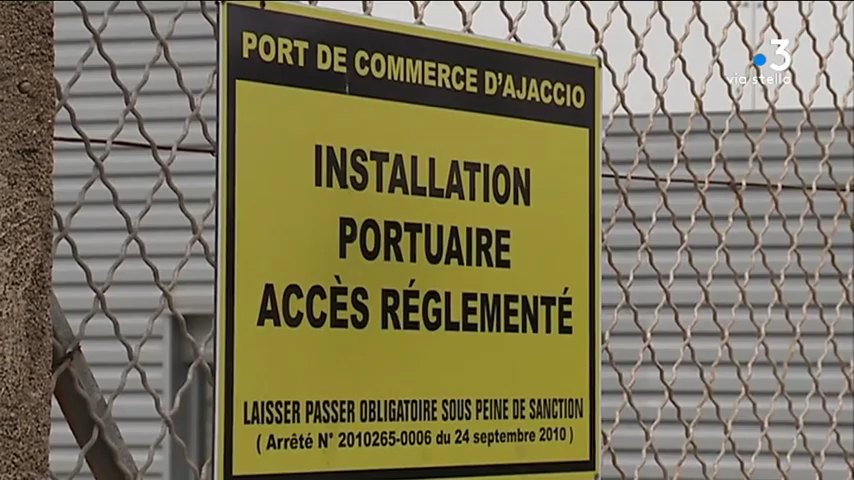 PORT DE COMMERCE D'AJACCIO
INSTALLATION
PORTUAIRE
ACCÈS RÉGLEMENTÉ
LAISSER PASSER OBLIGATOIRE SOUS PEINE DE SANCTION
( Arrêté N° 2010265-0006 du 24 septembre 2010 )
3
via stella